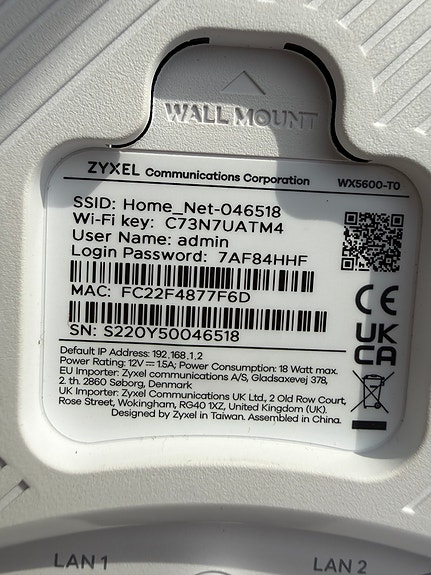 WALL MOUNT
ZYXEL Communications Corporation WX5600-T0
SSID: Home_Net-046518
Wi-Fi key: C73N7UATM4
User Name: admin
Login Password: 7AF84HHF
MAC: FC22F4877F6D
SN: S220Y50046518
Default IP Address: 192.168.1.2
Power Rating: 12V ⎓ 1.5A; Power Consumption: 18 Watt max.
EU Importer: Zyxel communications A/S, Gladsaxevej 378,
2. th. 2860 Søborg, Denmark
UK Importer: Zyxel Communications UK Ltd., 2 Old Row Court,
Rose Street, Wokingham, RG40 1XZ, United Kingdom (UK).
Designed by Zyxel in Taiwan. Assembled in China.
CE
UK
CA
LAN 1 LAN 2